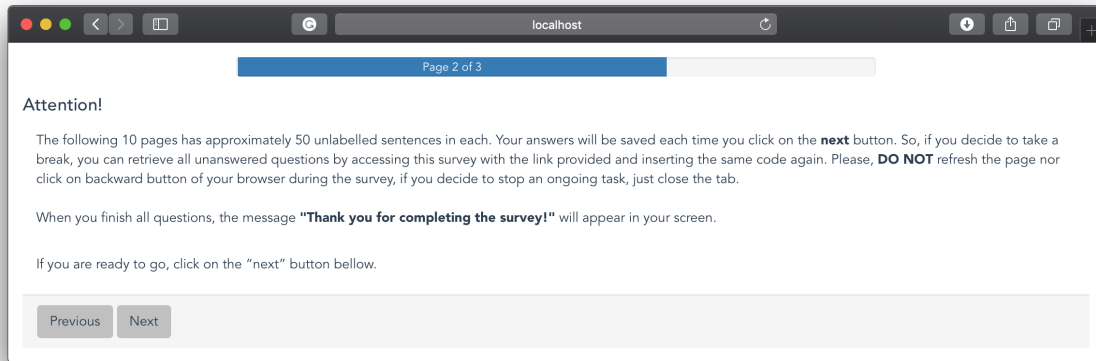 localhost
Page 2 of 3
Attention!
The following 10 pages has approximately 50 unlabelled sentences in each. Your answers will be saved each time you click on the next button. So, if you decide to take a
break, you can retrieve all unanswered questions by accessing this survey with the link provided and inserting the same code again. Please, DO NOT refresh the page nor
click on backward button of your browser during the survey, if you decide to stop an ongoing task, just close the tab.
When you finish all questions, the message "Thank you for completing the survey!" will appear in your screen.
If you are ready to go, click on the “next” button bellow.
Previous Next